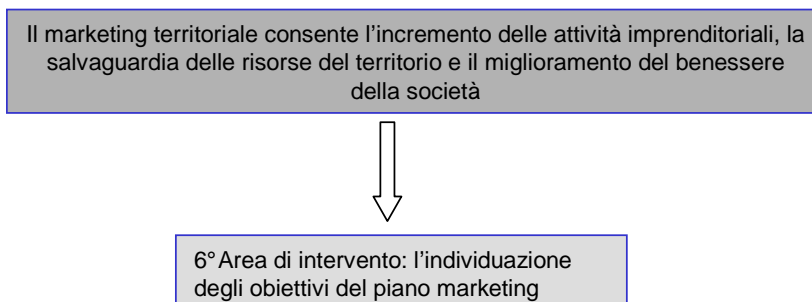 Il marketing territoriale consente l’incremento delle attività imprenditoriali, la
salvaguardia delle risorse del territorio e il miglioramento del benessere
della società
6° Area di intervento: l’individuazione
degli obiettivi del piano marketing